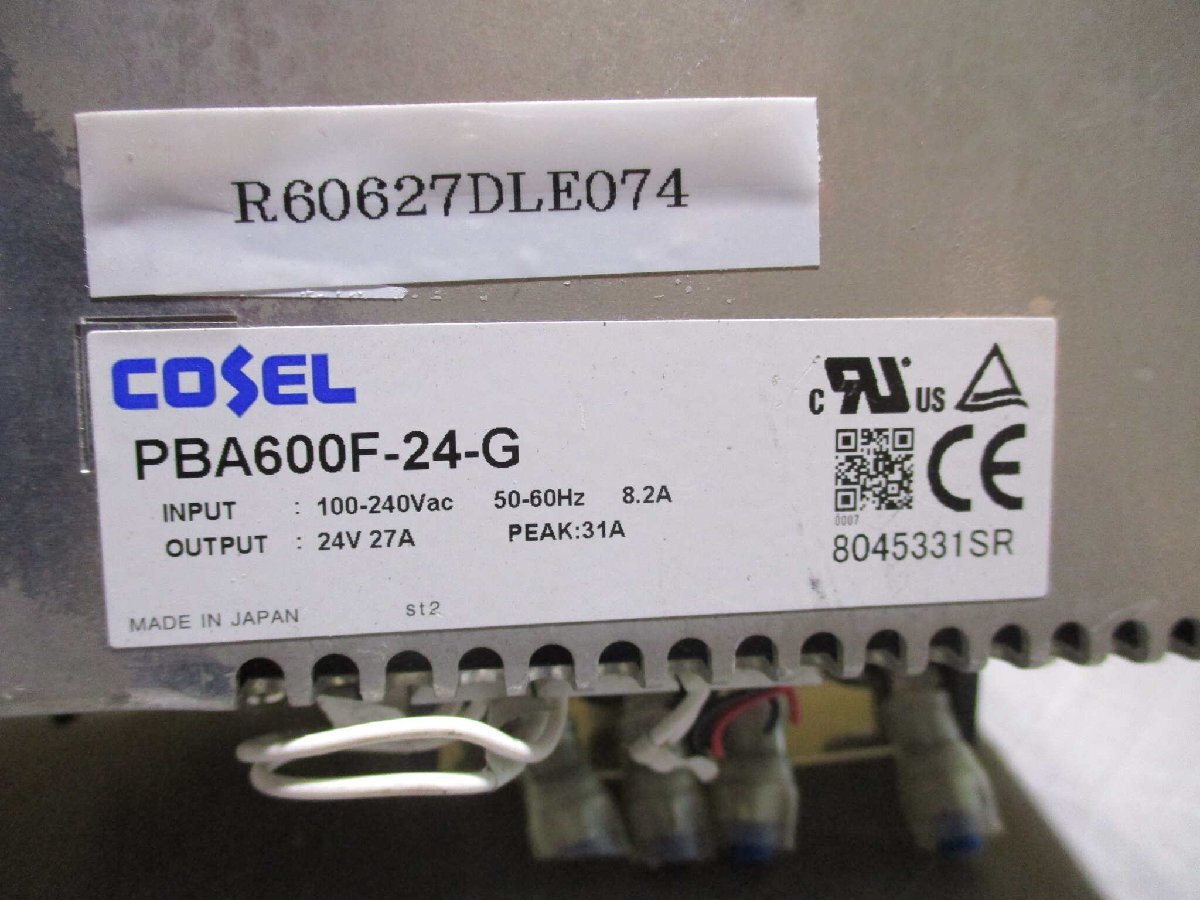 R60627DLE074
COSEL
PBA600F-24-G
INPUT : 100-240Vac 50-60Hz 8.2A
OUTPUT : 24V 27A PEAK:31A
MADE IN JAPAN st2
C RU US
CE
0007
8045331SR